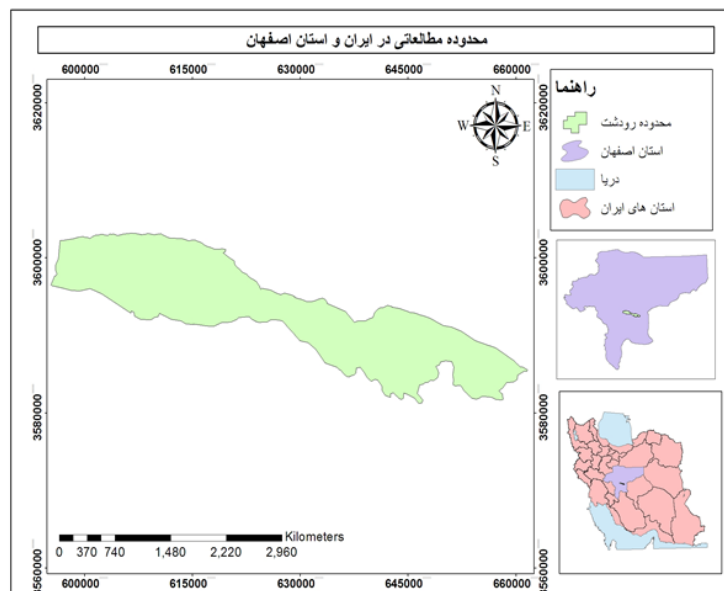 محدوده مطالعاتی در ایران و استان اصفهان
600000 615000 630000 645000 660000
3620000 3620000
N
W E
S
راهنما
محدوده رودشت
استان اصفهان
دریا
استان های ایران
3600000 3600000
3580000 3580000
Kilometers
0 370 740 1,480 2,220 2,960
3560000 3560000
600000 615000 630000 645000 660000